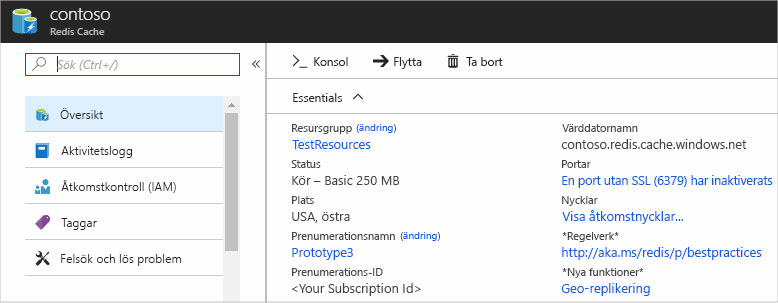 contoso
Redis Cache
Sök (Ctrl+/)
«
Översikt
Aktivitetslogg
Åtkomstkontroll (IAM)
Taggar
Felsök och lös problem
>_ Konsol
Flytta
Ta bort
Essentials
Resursgrupp (ändring)
TestResources
Status
Kör – Basic 250 MB
Plats
USA, östra
Prenumerationsnamn (ändring)
Prototype3
Prenumerations-ID
<Your Subscription Id>
Värddatornamn
contoso.redis.cache.windows.net
Portar
En port utan SSL (6379) har inaktiverats
Nycklar
Visa åtkomstnycklar...
*Regelverk*
http://aka.ms/redis/p/bestpractices
*Nya funktioner*
Geo-replikering